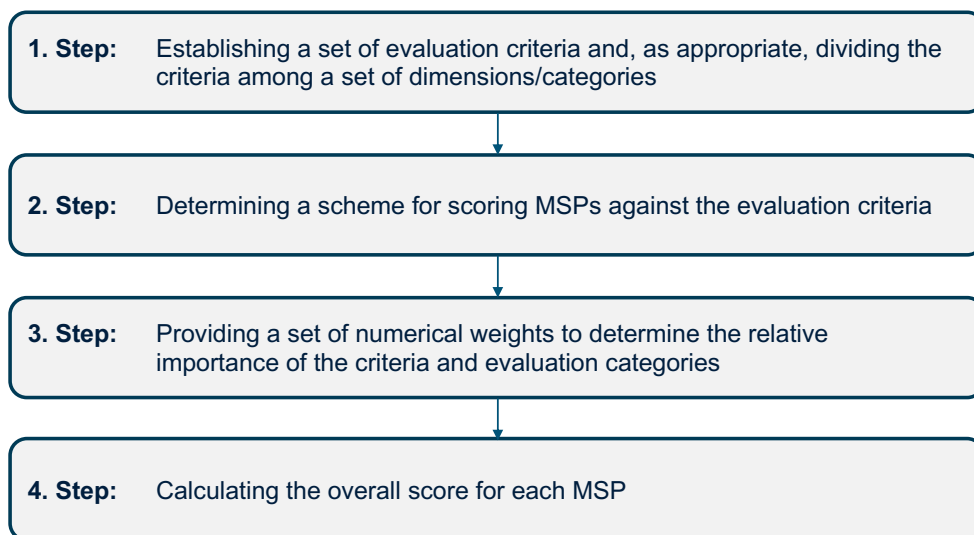 1. Step: Establishing a set of evaluation criteria and, as appropriate, dividing the
criteria among a set of dimensions/categories
2. Step: Determining a scheme for scoring MSPs against the evaluation criteria
3. Step: Providing a set of numerical weights to determine the relative
importance of the criteria and evaluation categories
4. Step: Calculating the overall score for each MSP